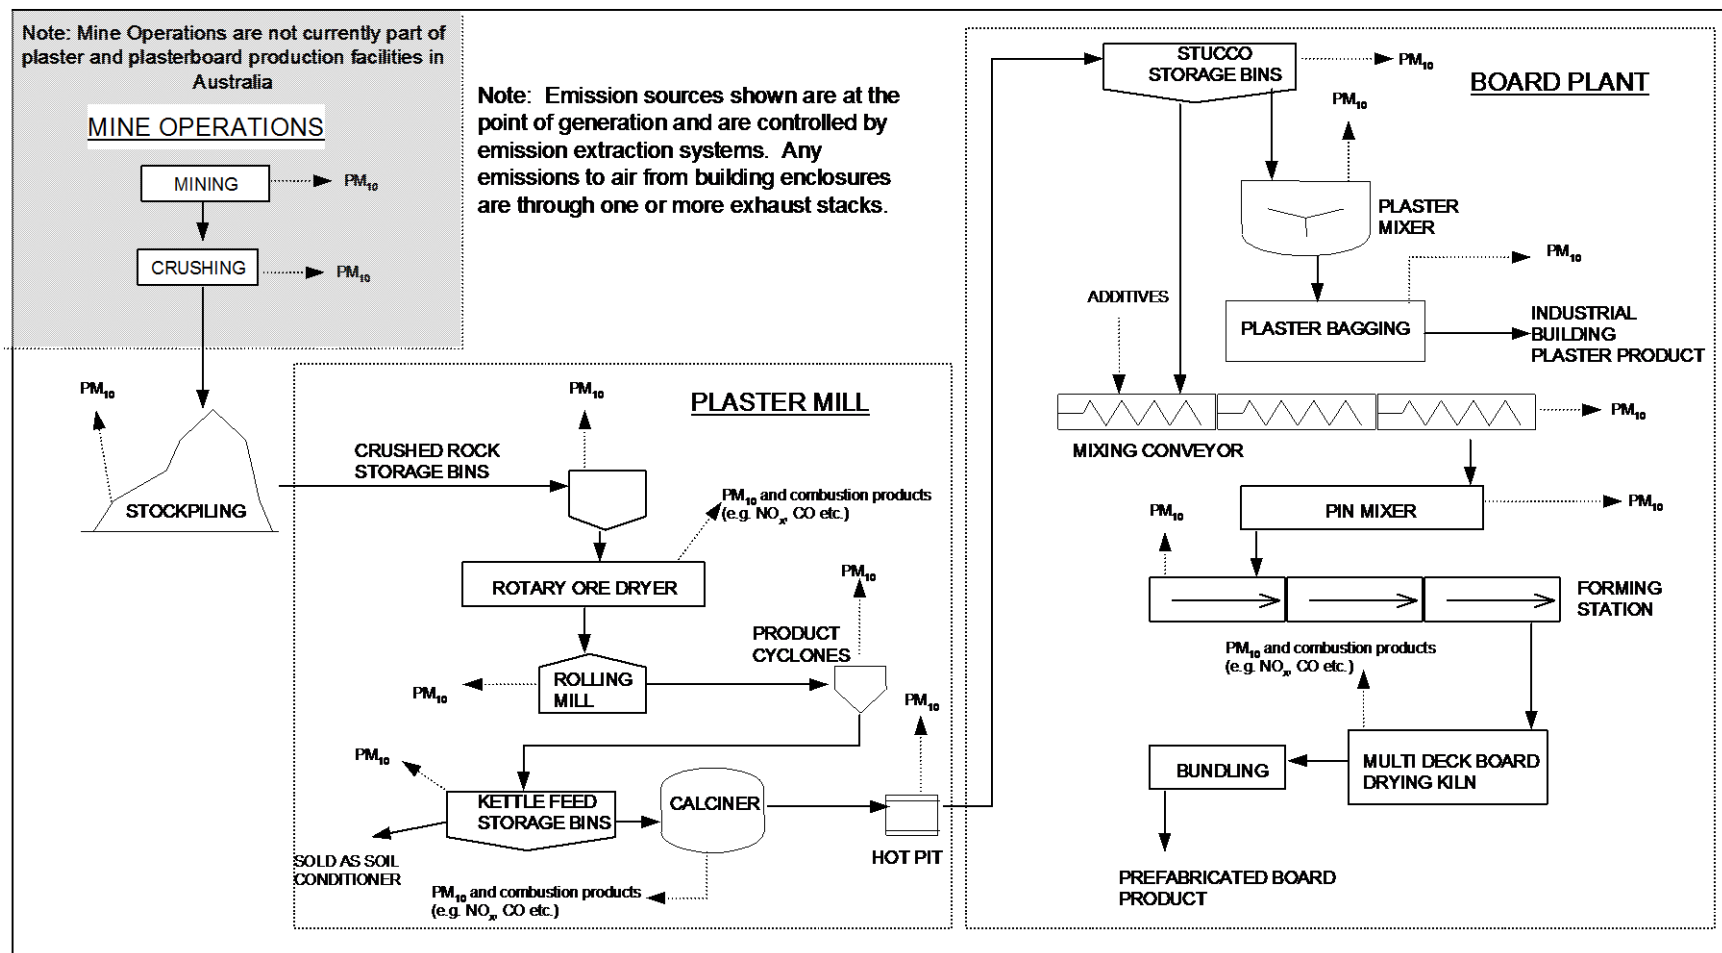 Note: Mine Operations are not currently part of
plaster and plasterboard production facilities in
Australia
MINE OPERATIONS
MINING
PM10
CRUSHING
PM10
Note: Emission sources shown are at the
point of generation and are controlled by
emission extraction systems. Any
emissions to air from building enclosures
are through one or more exhaust stacks.
PM10
STOCKPILING
PLASTER MILL
CRUSHED ROCK
STORAGE BINS
PM10
PM10 and combustion products
(e.g. NOx, CO etc.)
ROTARY ORE DRYER
PM10
PRODUCT
CYCLONES
ROLLING
MILL
PM10
PM10
PM10
KETTLE FEED
STORAGE BINS
CALCINER
HOT PIT
SOLD AS SOIL
CONDITIONER
PM10 and combustion products
(e.g. NOx, CO etc.)
BOARD PLANT
STUCCO
STORAGE BINS
PM10
PM10
PLASTER
MIXER
PM10
ADDITIVES
PLASTER BAGGING
INDUSTRIAL
BUILDING
PLASTER PRODUCT
PM10
MIXING CONVEYOR
PIN MIXER
PM10
PM10
FORMING
STATION
PM10 and combustion products
(e.g. NOx, CO etc.)
MULTI DECK BOARD
DRYING KILN
BUNDLING
PREFABRICATED BOARD
PRODUCT